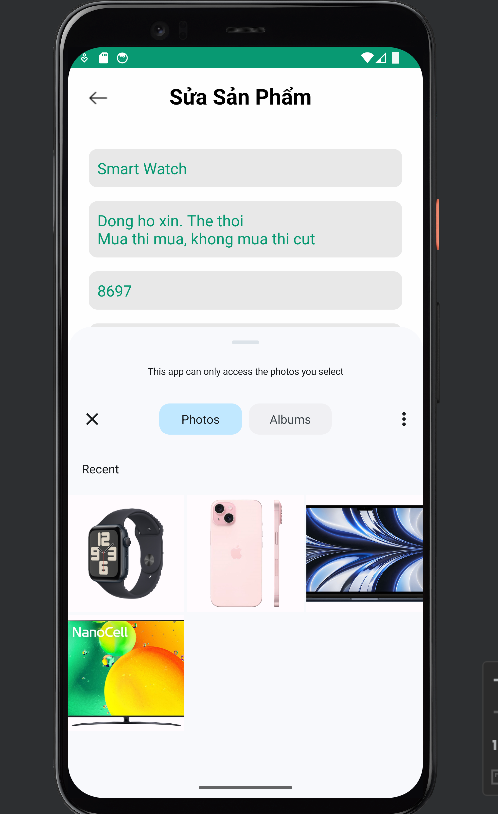 Sửa Sản Phẩm
Smart Watch
Dong ho xin. The thoi
Mua thi mua, khong mua thi cut
8697
This app can only access the photos you select
Photos
Albums
Recent
NanoCell